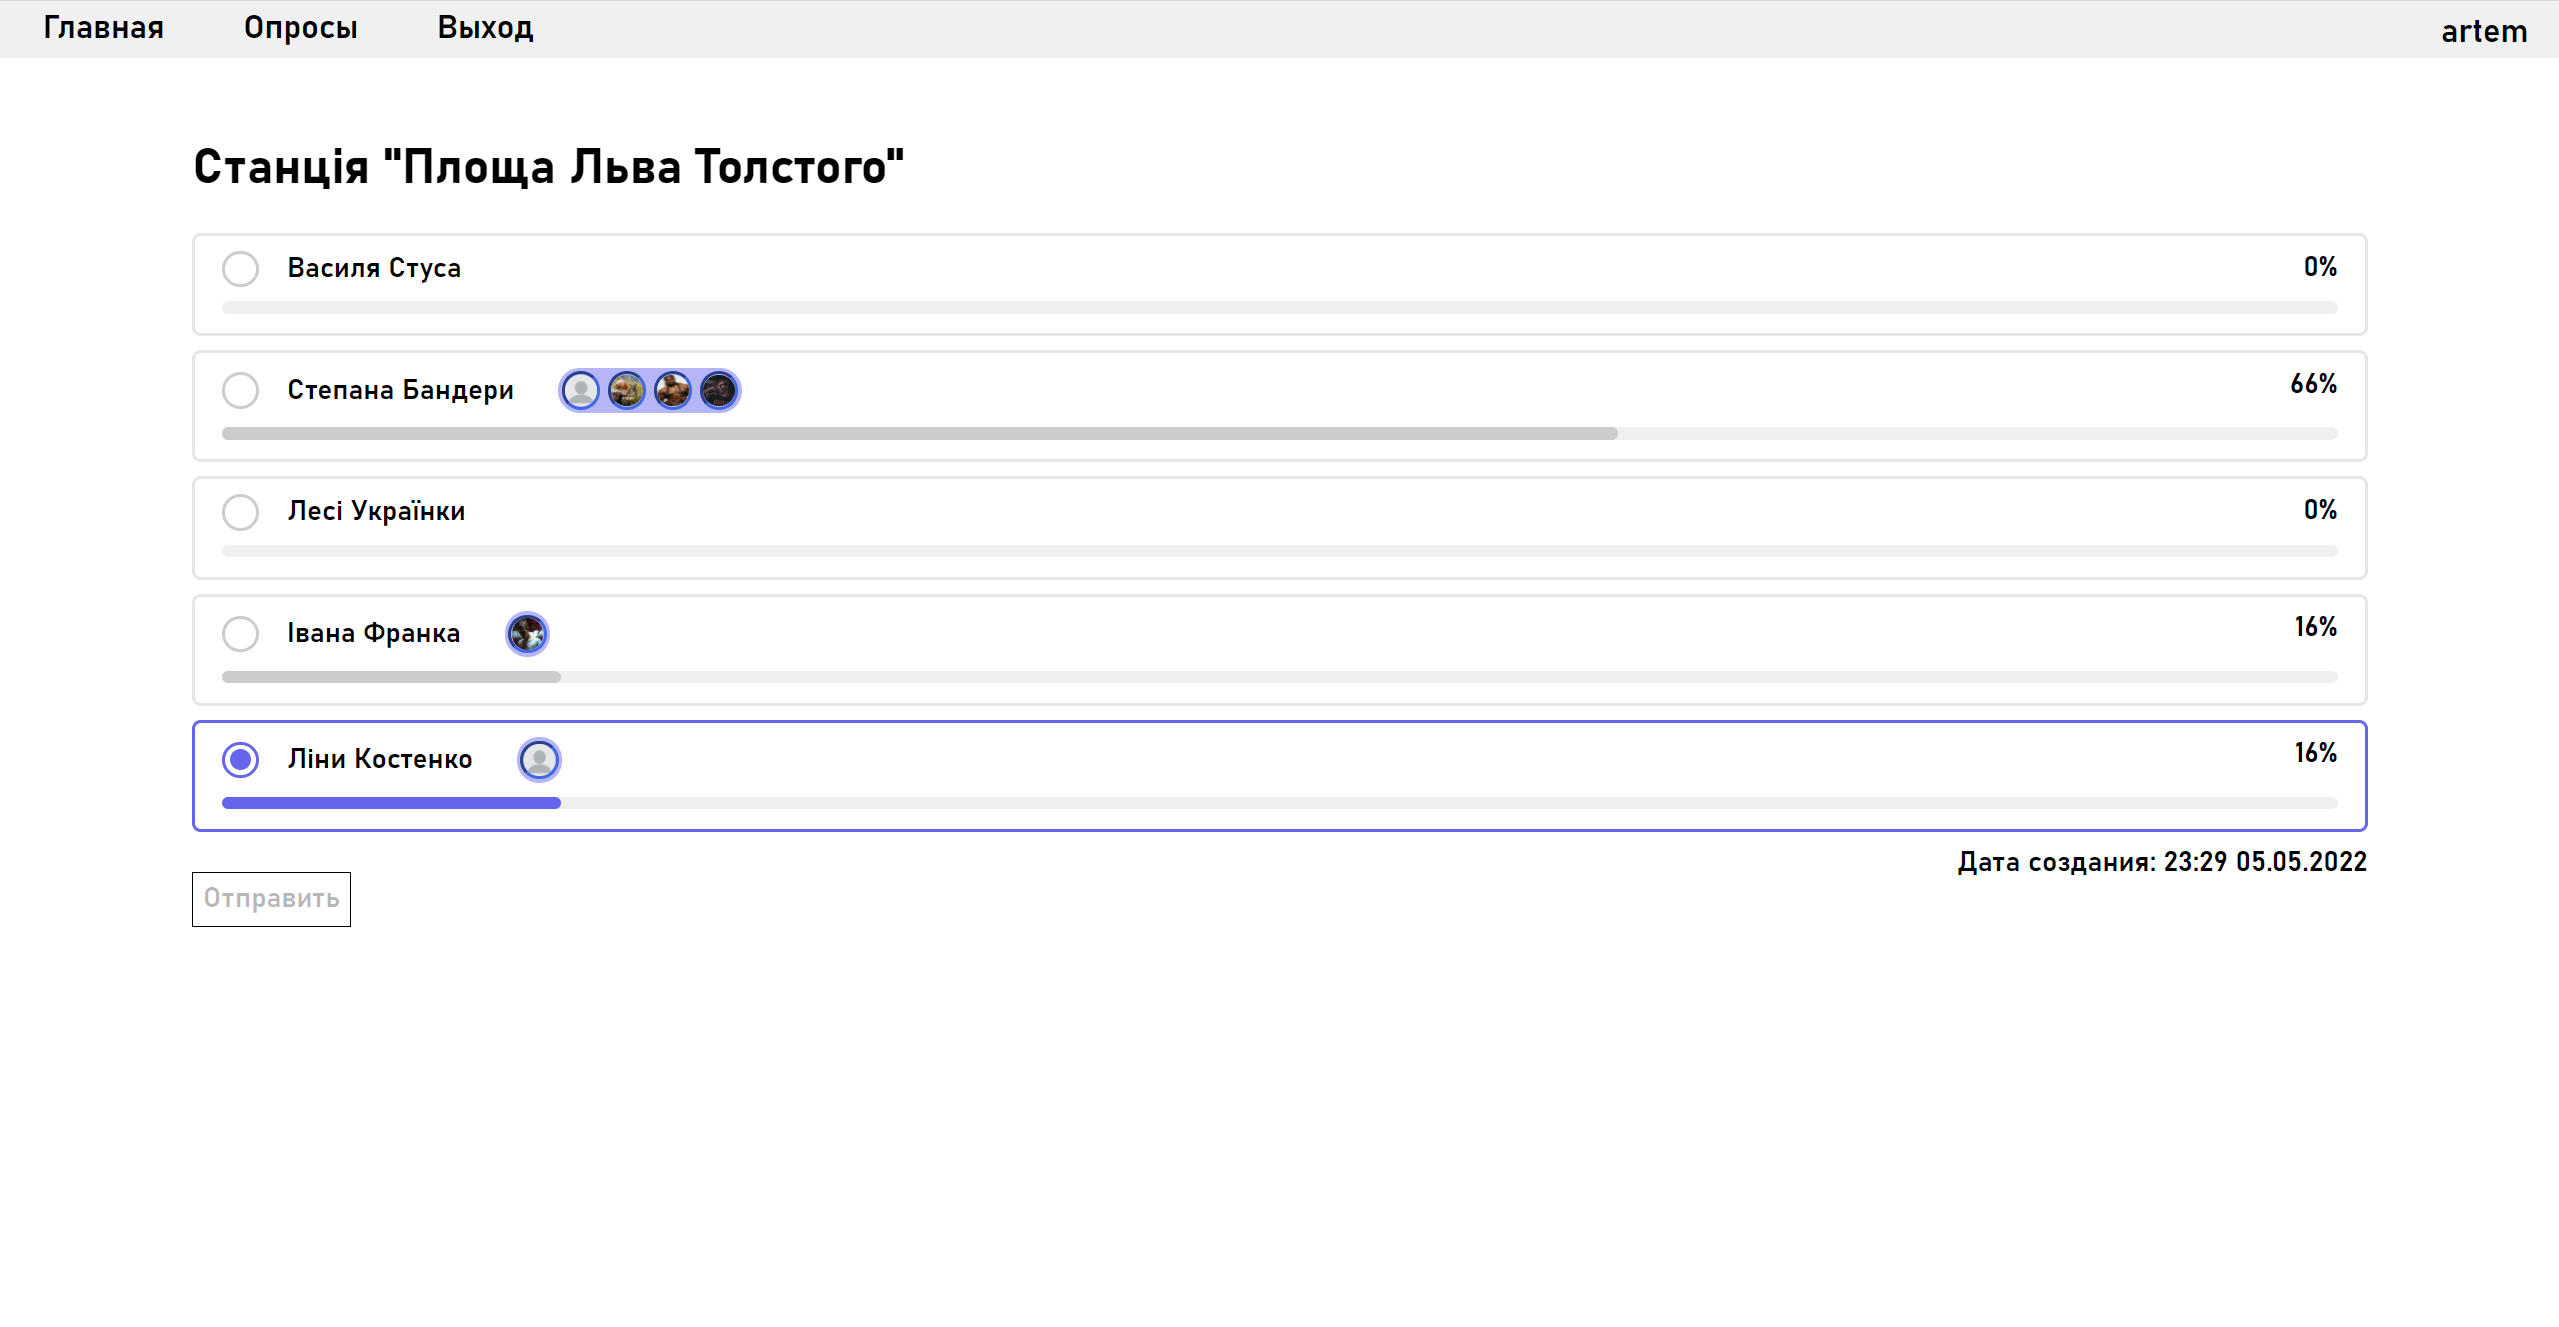 Главная Опросы Выход artem
Станція "Площа Льва Толстого"
Василя Стуса 0%
Степана Бандери 66%
Лесі Українки 0%
Івана Франка 16%
Ліни Костенко 16%
Дата создания: 23:29 05.05.2022
Отправить